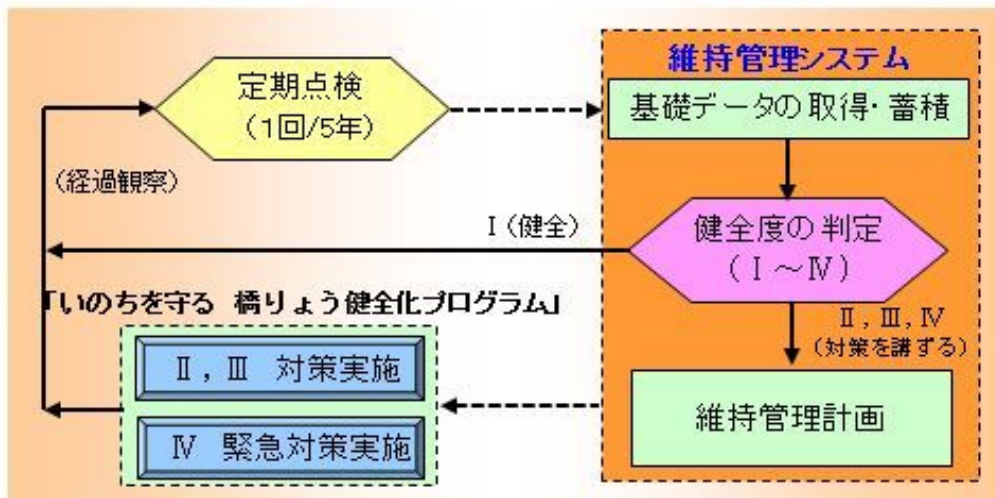 維持管理システム
定期点検
(1回/5年)
基礎データの取得・蓄積
(経過観察)
健全度の判定
(Ⅰ～Ⅳ)
Ⅰ(健全)
「いのちを守る 橋りょう健全化プログラム」
Ⅱ,Ⅲ,Ⅳ
(対策を講ずる)
Ⅱ,Ⅲ 対策実施
維持管理計画
Ⅳ 緊急対策実施